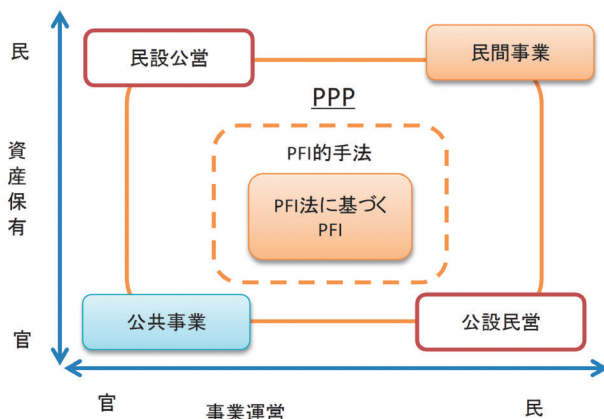 民
民設公営
民間事業
PPP
PFI的手法
PFI法に基づく
PFI
資産保有
公共事業
公設民営
官
官
事業運営
民